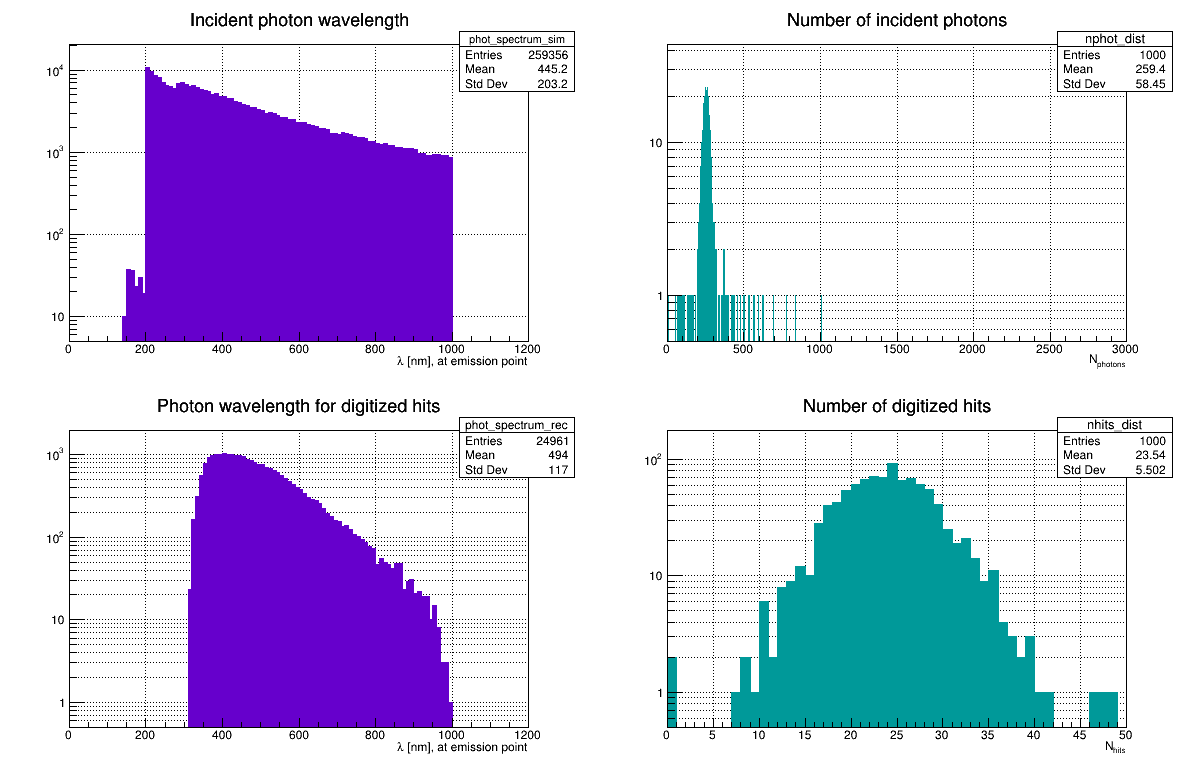 Incident photon wavelength
phot_spectrum_sim
Entries 259356
Mean 445.2
Std Dev 203.2
10⁴
10³
10²
10
0 200 400 600 800 1000 1200
λ [nm], at emission point
Number of incident photons
nphot_dist
Entries 1000
Mean 259.4
Std Dev 58.45
10
1
0 500 1000 1500 2000 2500 3000
N_photons
Photon wavelength for digitized hits
phot_spectrum_rec
Entries 24961
Mean 494
Std Dev 117
10³
10²
10
1
0 200 400 600 800 1000 1200
λ [nm], at emission point
Number of digitized hits
nhits_dist
Entries 1000
Mean 23.54
Std Dev 5.502
10²
10
1
0 5 10 15 20 25 30 35 40 45 50
N_hits